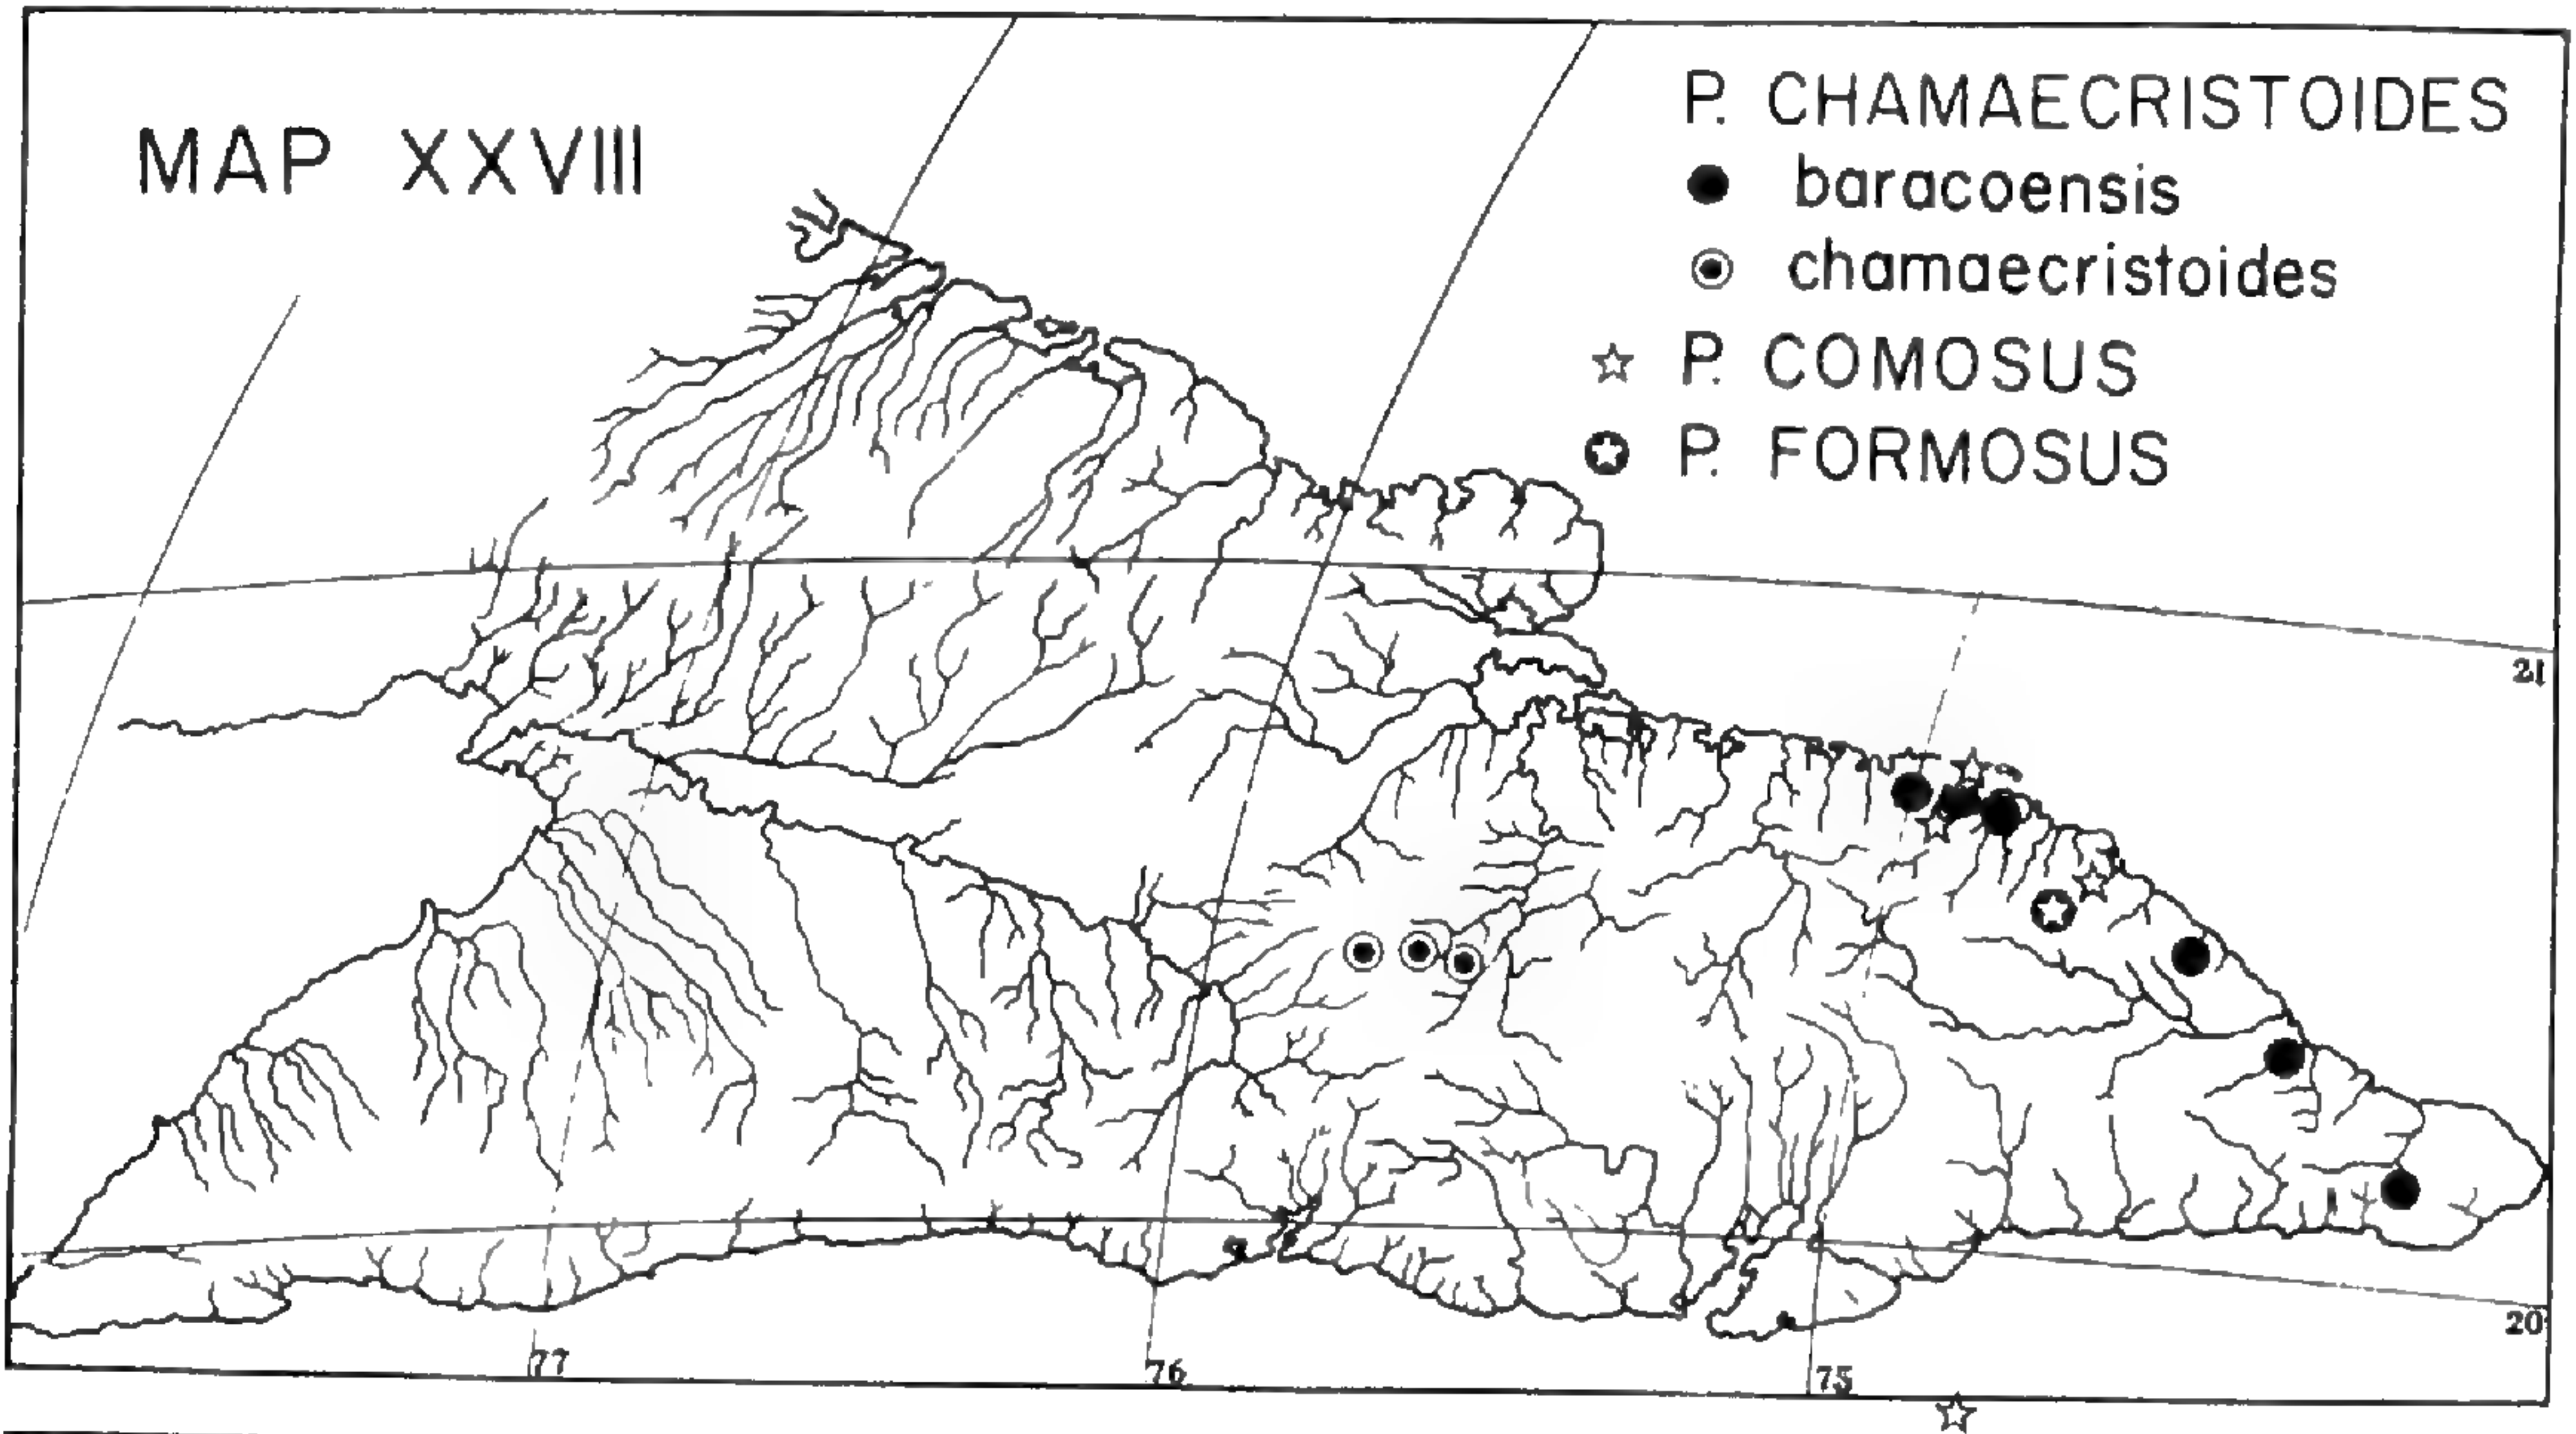 MAP XXVIII
P. CHAMAECRISTOIDES
baracoensis
chamaecristoides
P. COMOSUS
P. FORMOSUS
21
20
77
76
75